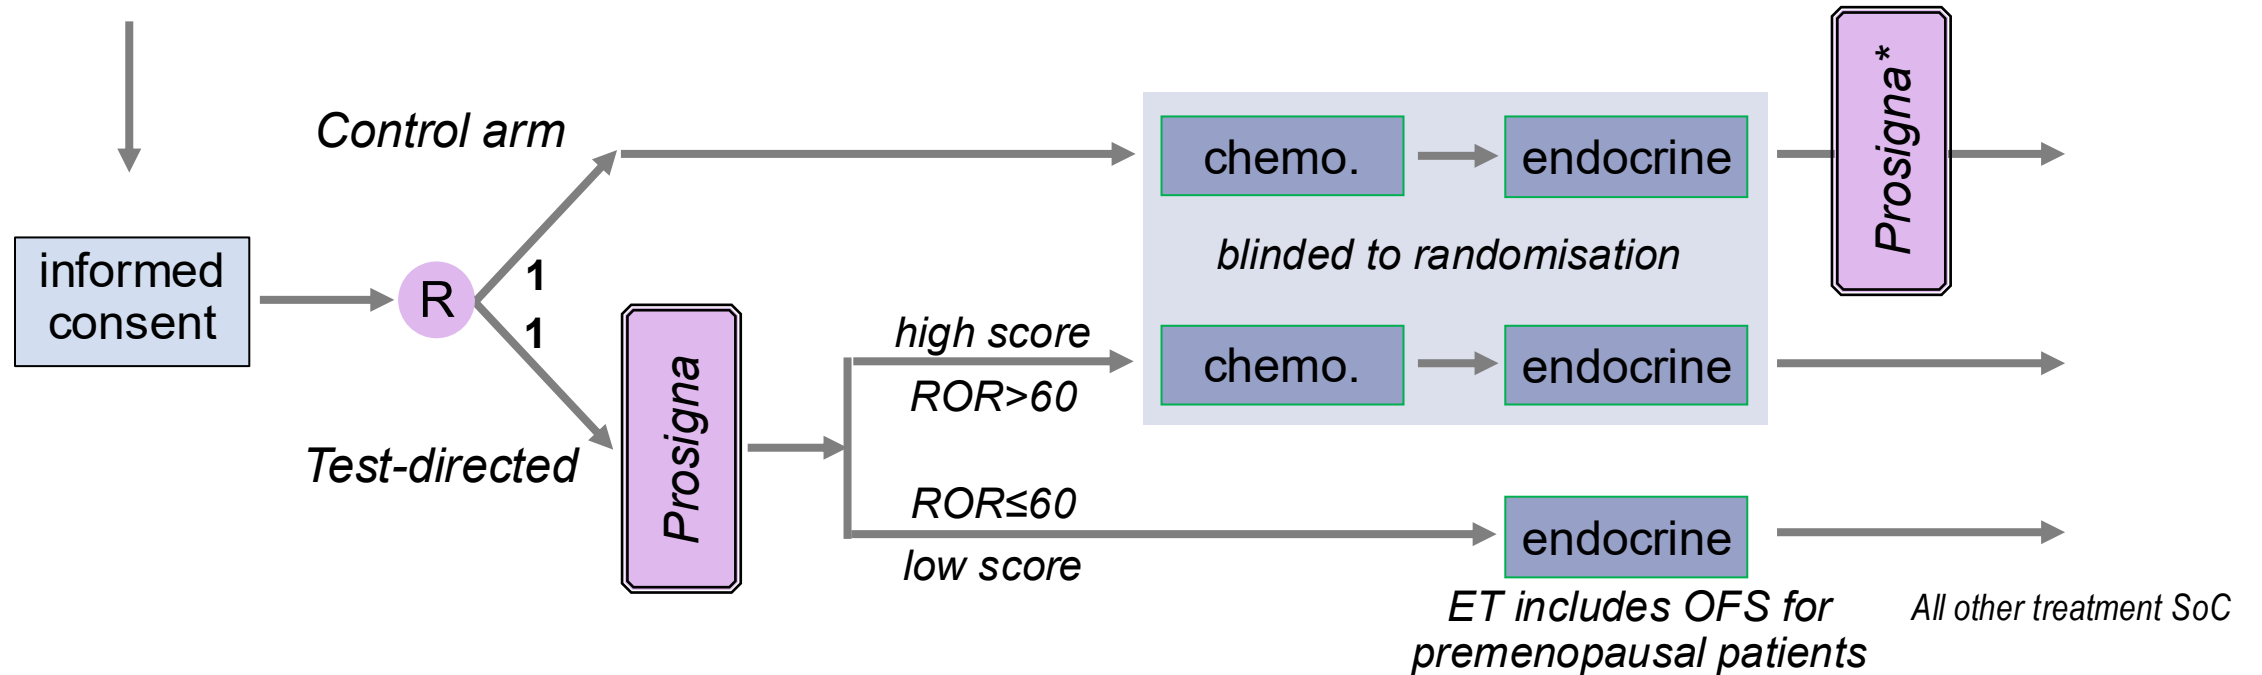 Control arm
chemo.
endocrine
Prosigna*
informed
consent
R
1
1
blinded to randomisation
Test-directed
Prosigna
high score
ROR>60
chemo.
endocrine
ROR≤60
low score
endocrine
ET includes OFS for
premenopausal patients
All other treatment SoC